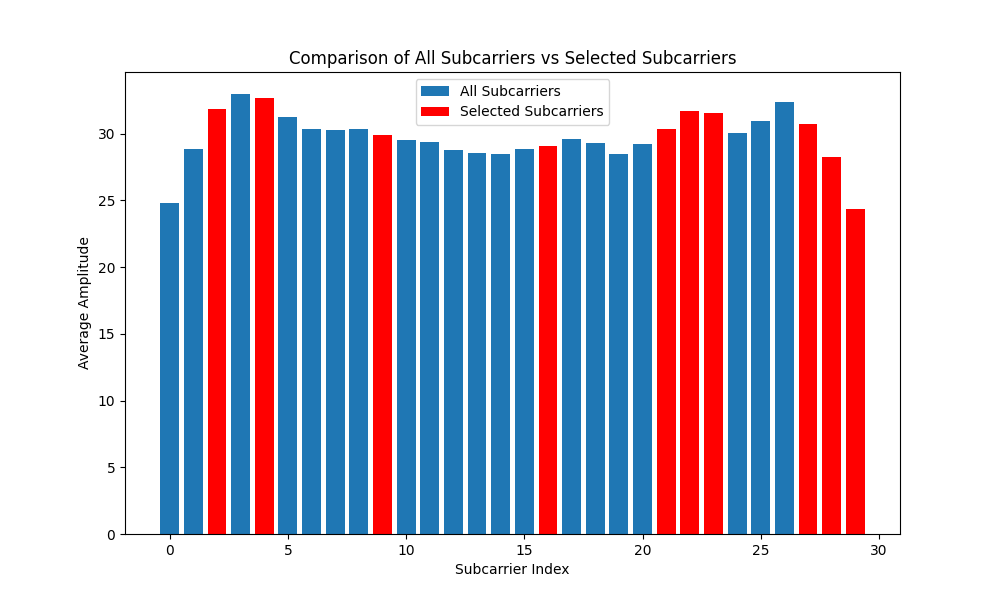 Comparison of All Subcarriers vs Selected Subcarriers
All Subcarriers
Selected Subcarriers
30
25
20
15
10
5
0
Average Amplitude
0 5 10 15 20 25 30
Subcarrier Index